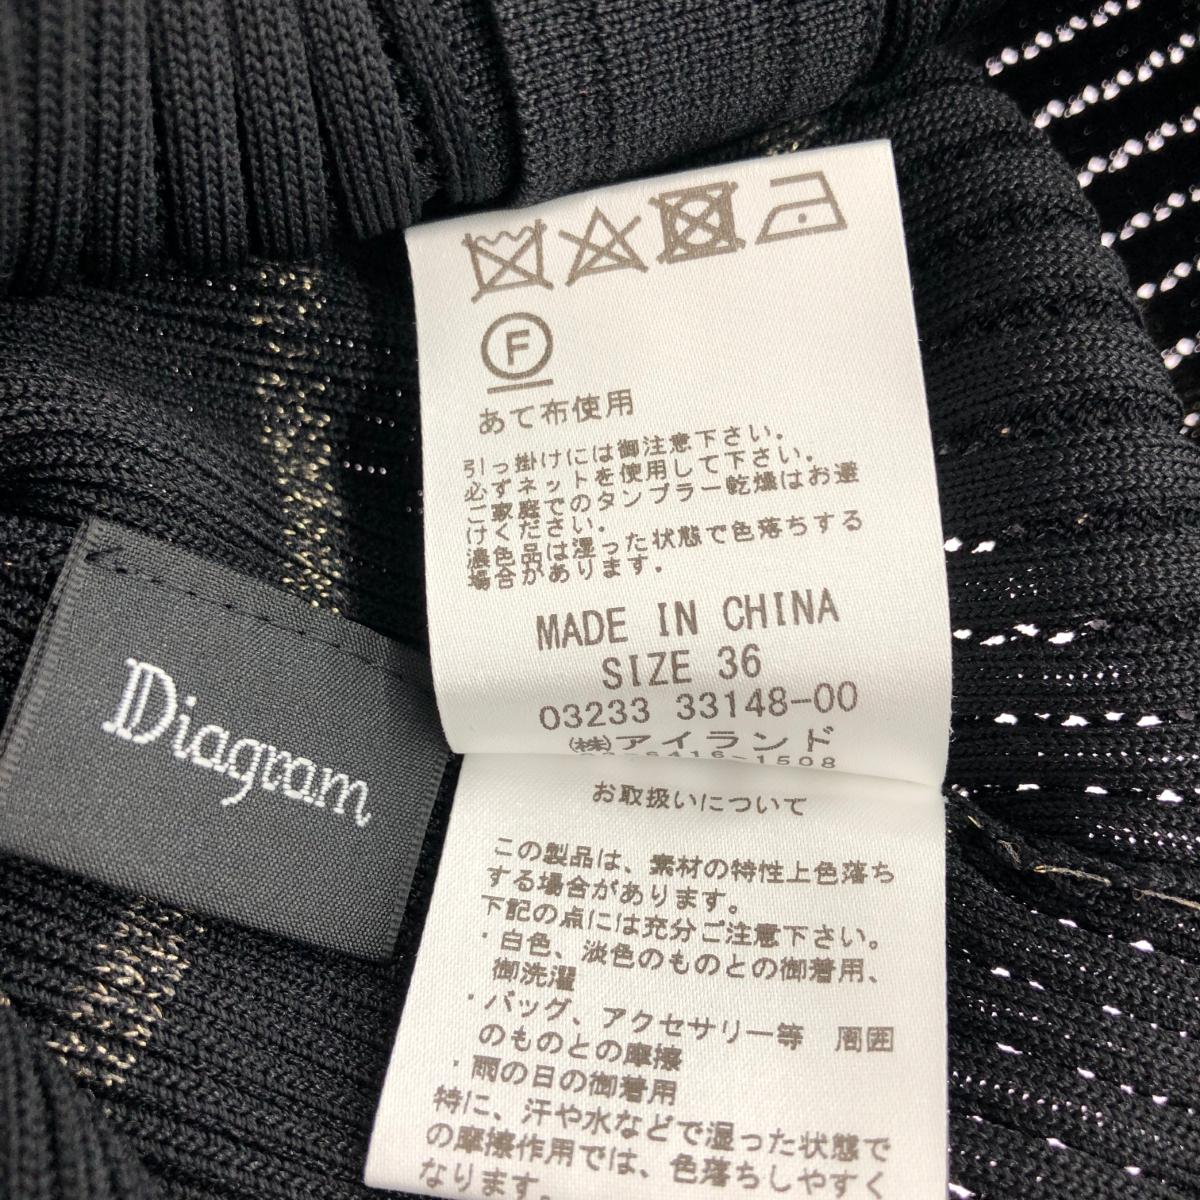 F
あて布使用
引っ掛けには御注意下さい。
必ずネットを使用して下さい。
ご家庭でのタンブラー乾燥はお避
けください。
濃色品は湿った状態で色落ちする
場合があります。
MADE IN CHINA
SIZE 36
03233 33148-00
(株)アイランド
Diagram
お取扱いについて
この製品は、素材の特性上色落ち
する場合があります。
下記の点には充分ご注意下さい。
・白色、淡色のものとの御着用、
御洗濯
・バッグ、アクセサリー等 周囲
のものとの摩擦
・雨の日の御着用
特に、汗や水などで湿った状態で
の摩擦作用では、色落ちしやすく
なります。